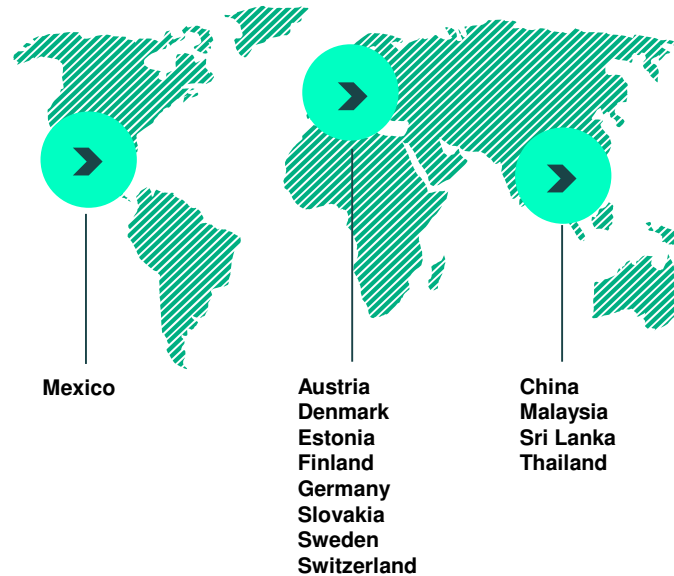 Mexico
Austria
Denmark
Estonia
Finland
Germany
Slovakia
Sweden
Switzerland
China
Malaysia
Sri Lanka
Thailand